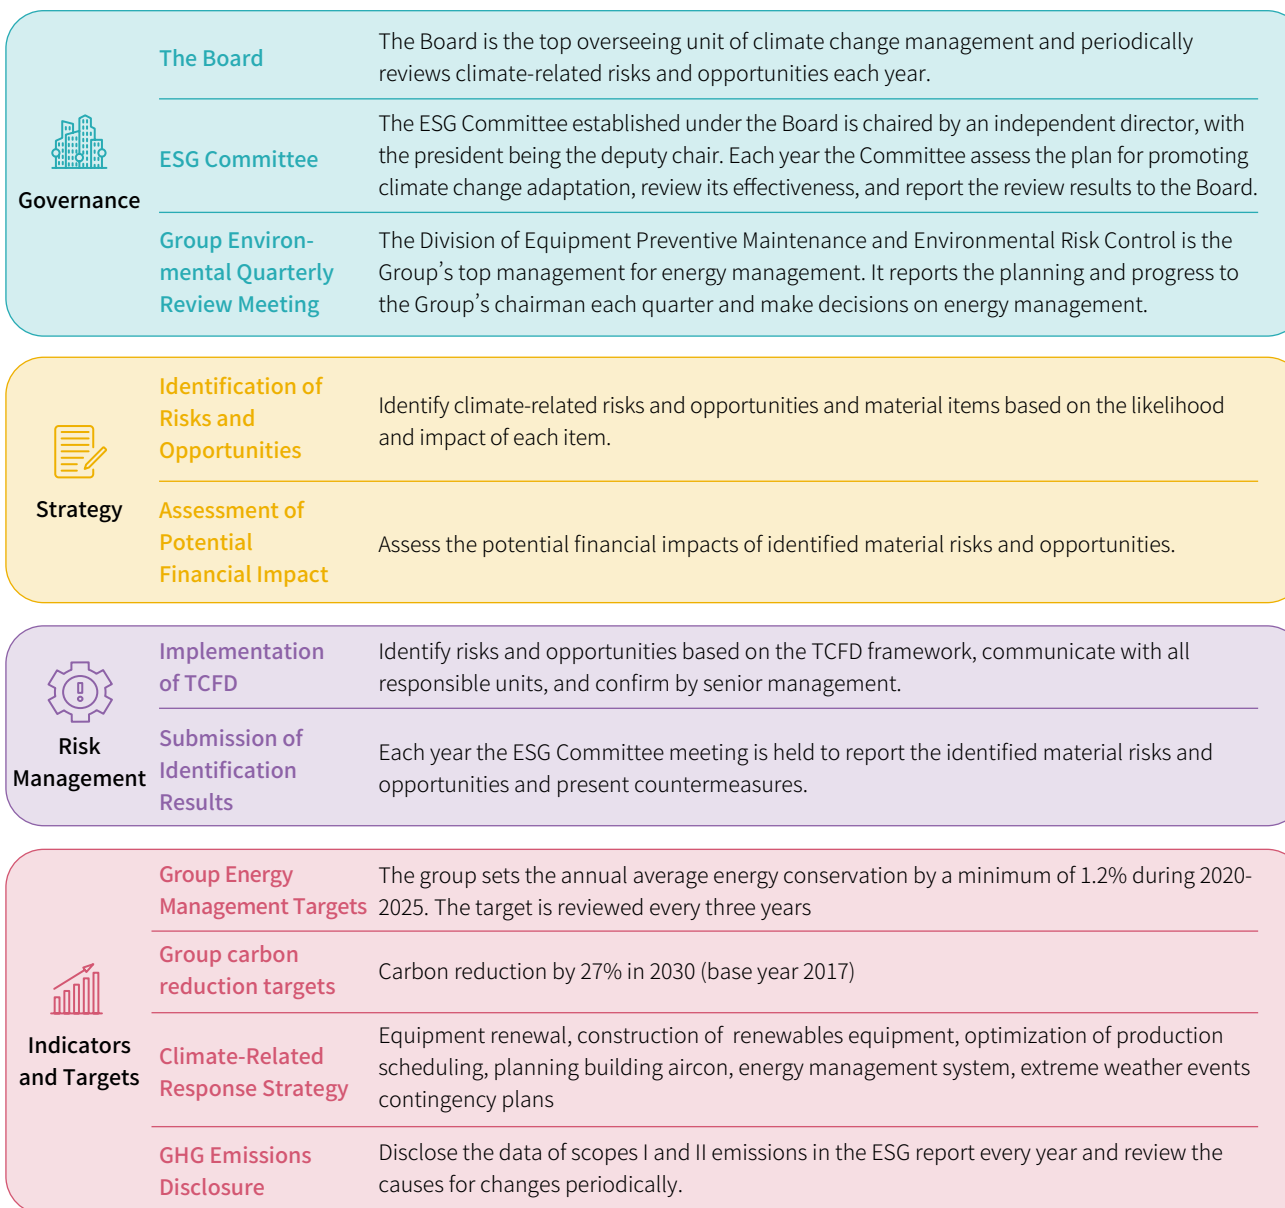 Governance
The Board
The Board is the top overseeing unit of climate change management and periodically
reviews climate-related risks and opportunities each year.
ESG Committee
The ESG Committee established under the Board is chaired by an independent director, with
the president being the deputy chair. Each year the Committee assess the plan for promoting
climate change adaptation, review its effectiveness, and report the review results to the Board.
Group Environ-
mental Quarterly
Review Meeting
The Division of Equipment Preventive Maintenance and Environmental Risk Control is the
Group's top management for energy management. It reports the planning and progress to
the Group's chairman each quarter and make decisions on energy management.
Strategy
Identification of
Risks and
Opportunities
Identify climate-related risks and opportunities and material items based on the likelihood
and impact of each item.
Assessment of
Potential
Financial Impact
Assess the potential financial impacts of identified material risks and opportunities.
Risk
Management
Implementation
of TCFD
Identify risks and opportunities based on the TCFD framework, communicate with all
responsible units, and confirm by senior management.
Submission of
Identification
Results
Each year the ESG Committee meeting is held to report the identified material risks and
opportunities and present countermeasures.
Indicators
and Targets
Group Energy
Management Targets
The group sets the annual average energy conservation by a minimum of 1.2% during 2020-
2025. The target is reviewed every three years
Group carbon
reduction targets
Carbon reduction by 27% in 2030 (base year 2017)
Climate-Related
Response Strategy
Equipment renewal, construction of renewables equipment, optimization of production
scheduling, planning building aircon, energy management system, extreme weather events
contingency plans
GHG Emissions
Disclosure
Disclose the data of scopes I and II emissions in the ESG report every year and review the
causes for changes periodically.